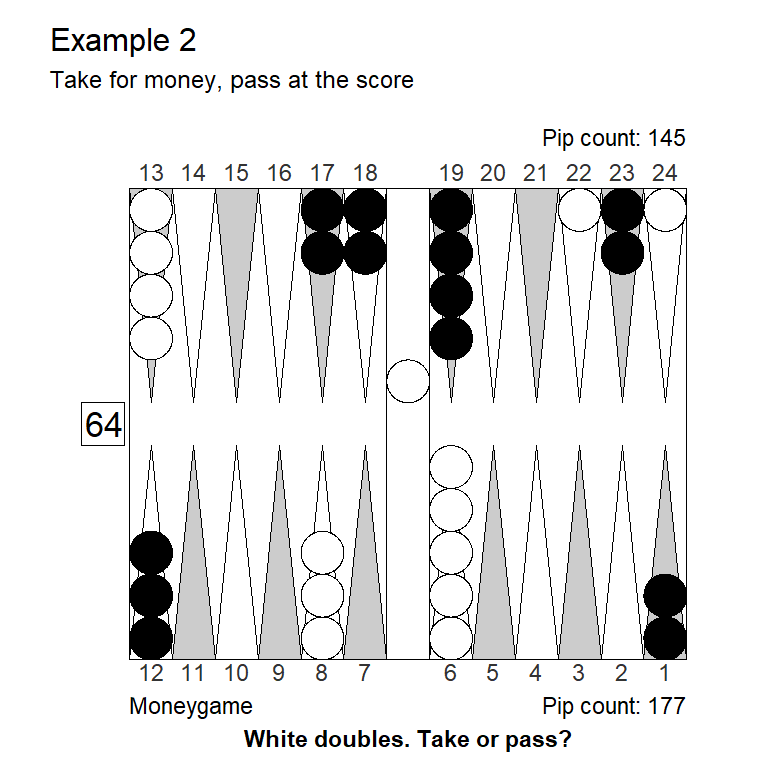 Example 2
Take for money, pass at the score
Pip count: 145
13 14 15 16 17 18 19 20 21 22 23 24
64
12 11 10 9 8 7 6 5 4 3 2 1
Moneygame Pip count: 177
White doubles. Take or pass?